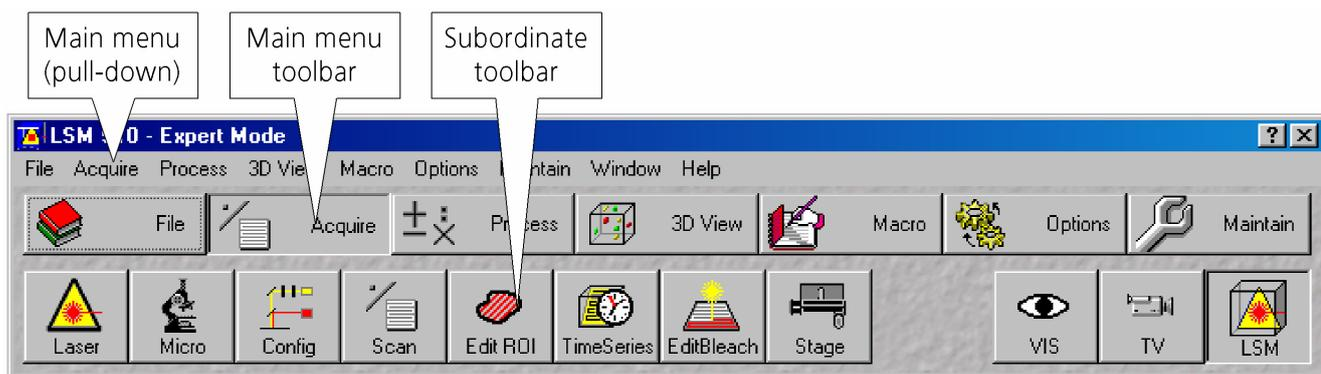 Main menu
(pull-down)
Main menu
toolbar
Subordinate
toolbar
LSM 0 - Expert Mode
File Acquire Process 3D View Macro Options Window Help
File Acquire Process 3D View Macro Options Maintain
Laser Micro Config Scan Edit ROI TimeSeries EditBleach Stage VIS TV LSM